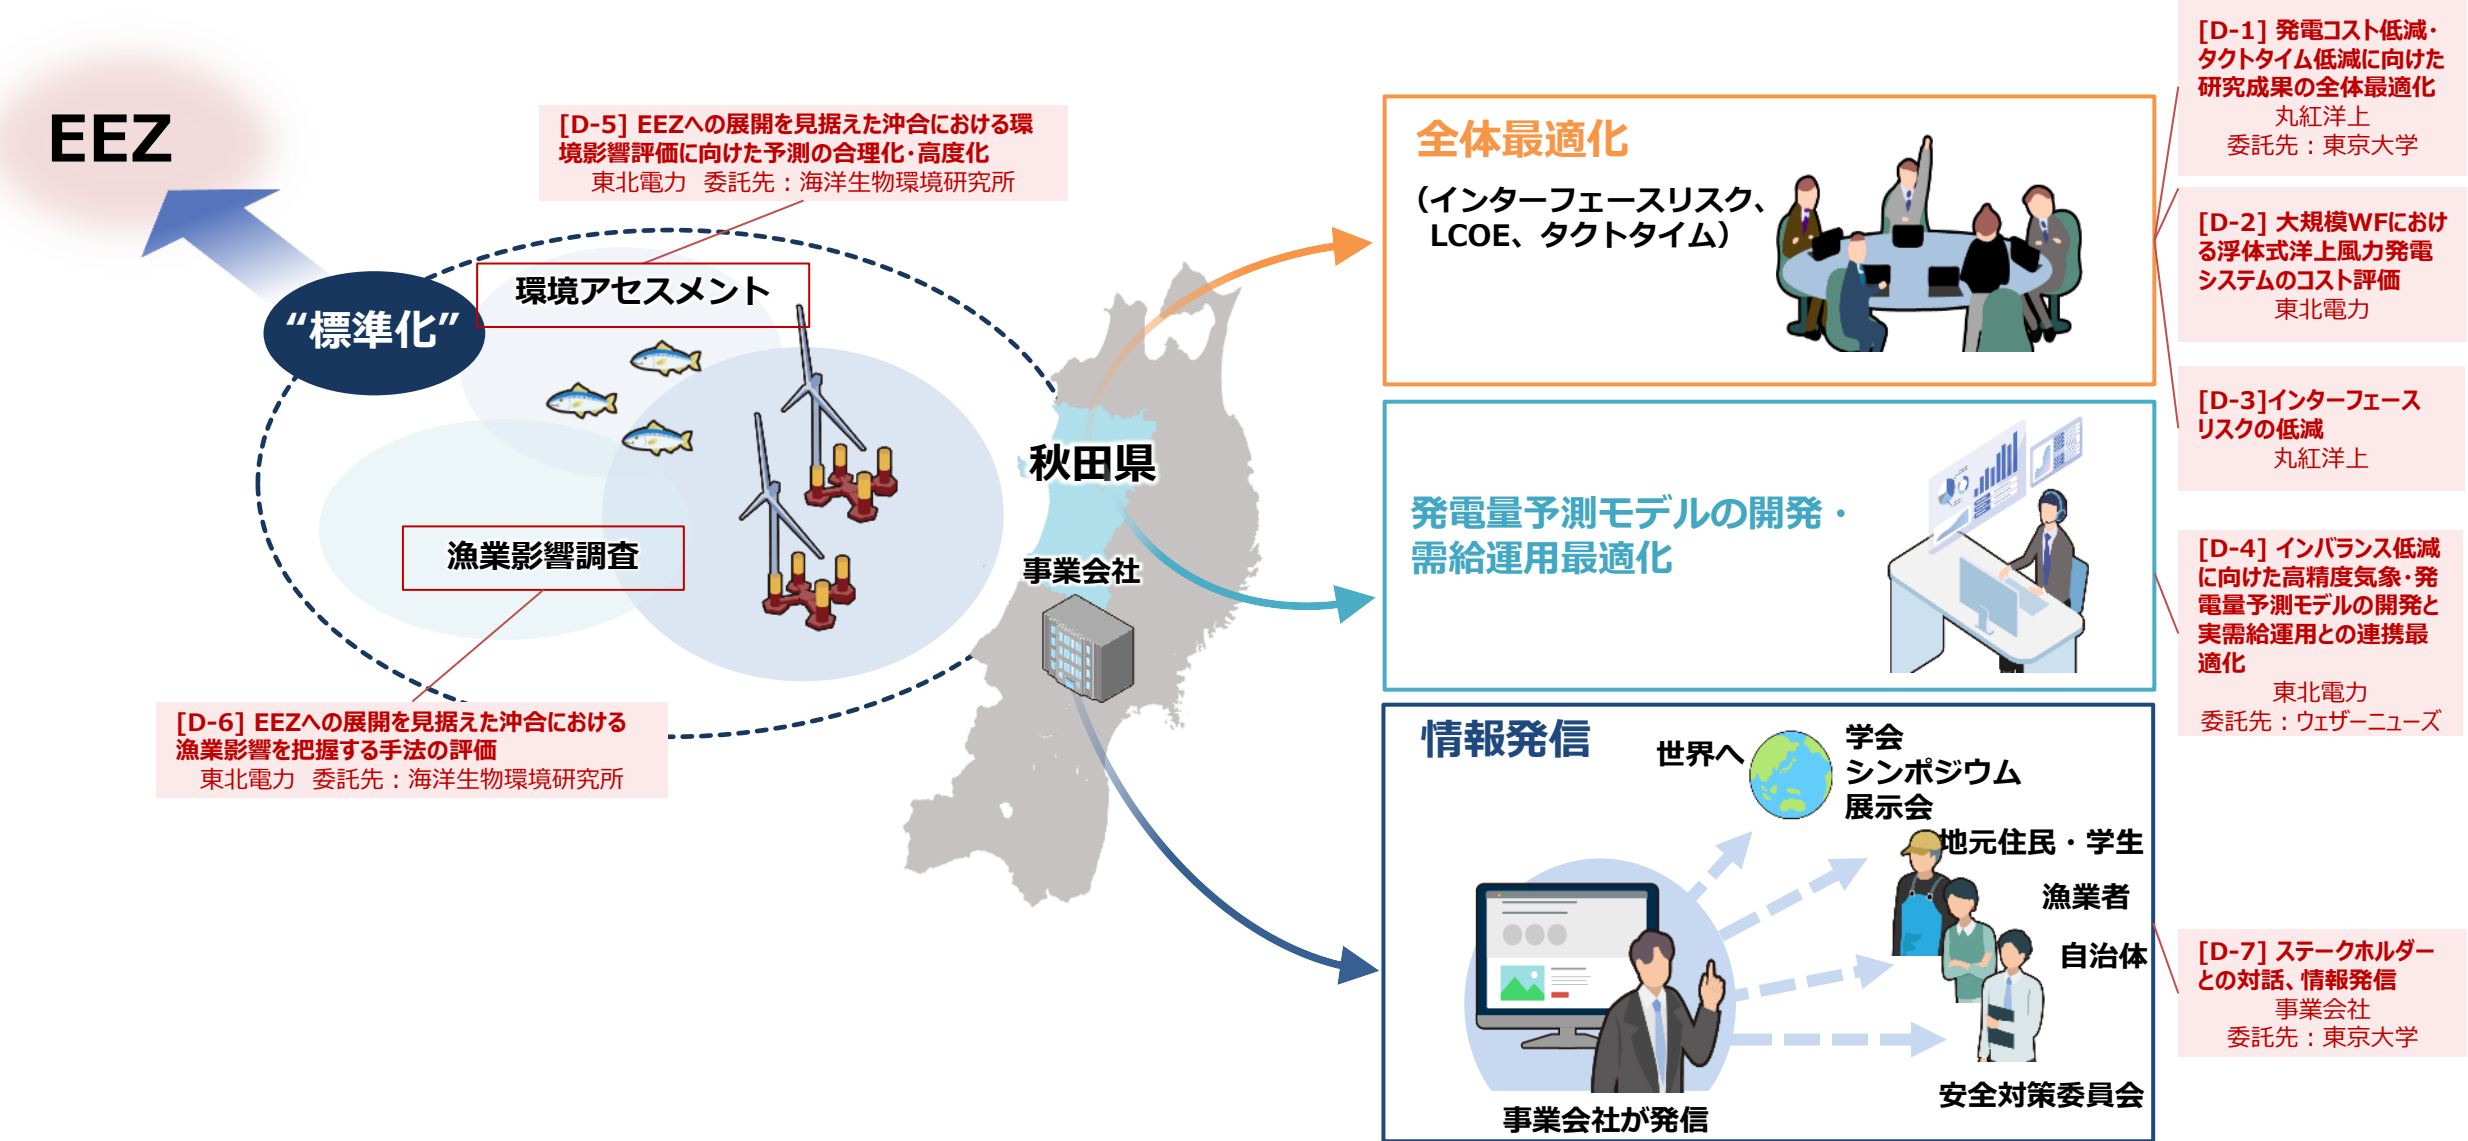 EEZ
[D-5] EEZへの展開を見据えた沖合における環
境影響評価に向けた予測の合理化・高度化
東北電力 委託先：海洋生物環境研究所
環境アセスメント
“標準化”
漁業影響調査
[D-6] EEZへの展開を見据えた沖合における
漁業影響を把握する手法の評価
東北電力 委託先：海洋生物環境研究所
秋田県
事業会社
全体最適化
（インターフェースリスク、
LCOE、タクトタイム）
発電量予測モデルの開発・
需給運用最適化
情報発信
世界へ
学会
シンポジウム
展示会
地元住民・学生
漁業者
自治体
安全対策委員会
事業会社が発信
[D-1] 発電コスト低減・
タクトタイム低減に向けた
研究成果の全体最適化
丸紅洋上
委託先：東京大学
[D-2] 大規模WFにおけ
る浮体式洋上風力発電
システムのコスト評価
東北電力
[D-3]インターフェース
リスクの低減
丸紅洋上
[D-4] インバランス低減
に向けた高精度気象・発
電量予測モデルの開発と
実需給運用との連携最
適化
東北電力
委託先：ウェザーニューズ
[D-7] ステークホルダー
との対話、情報発信
事業会社
委託先：東京大学